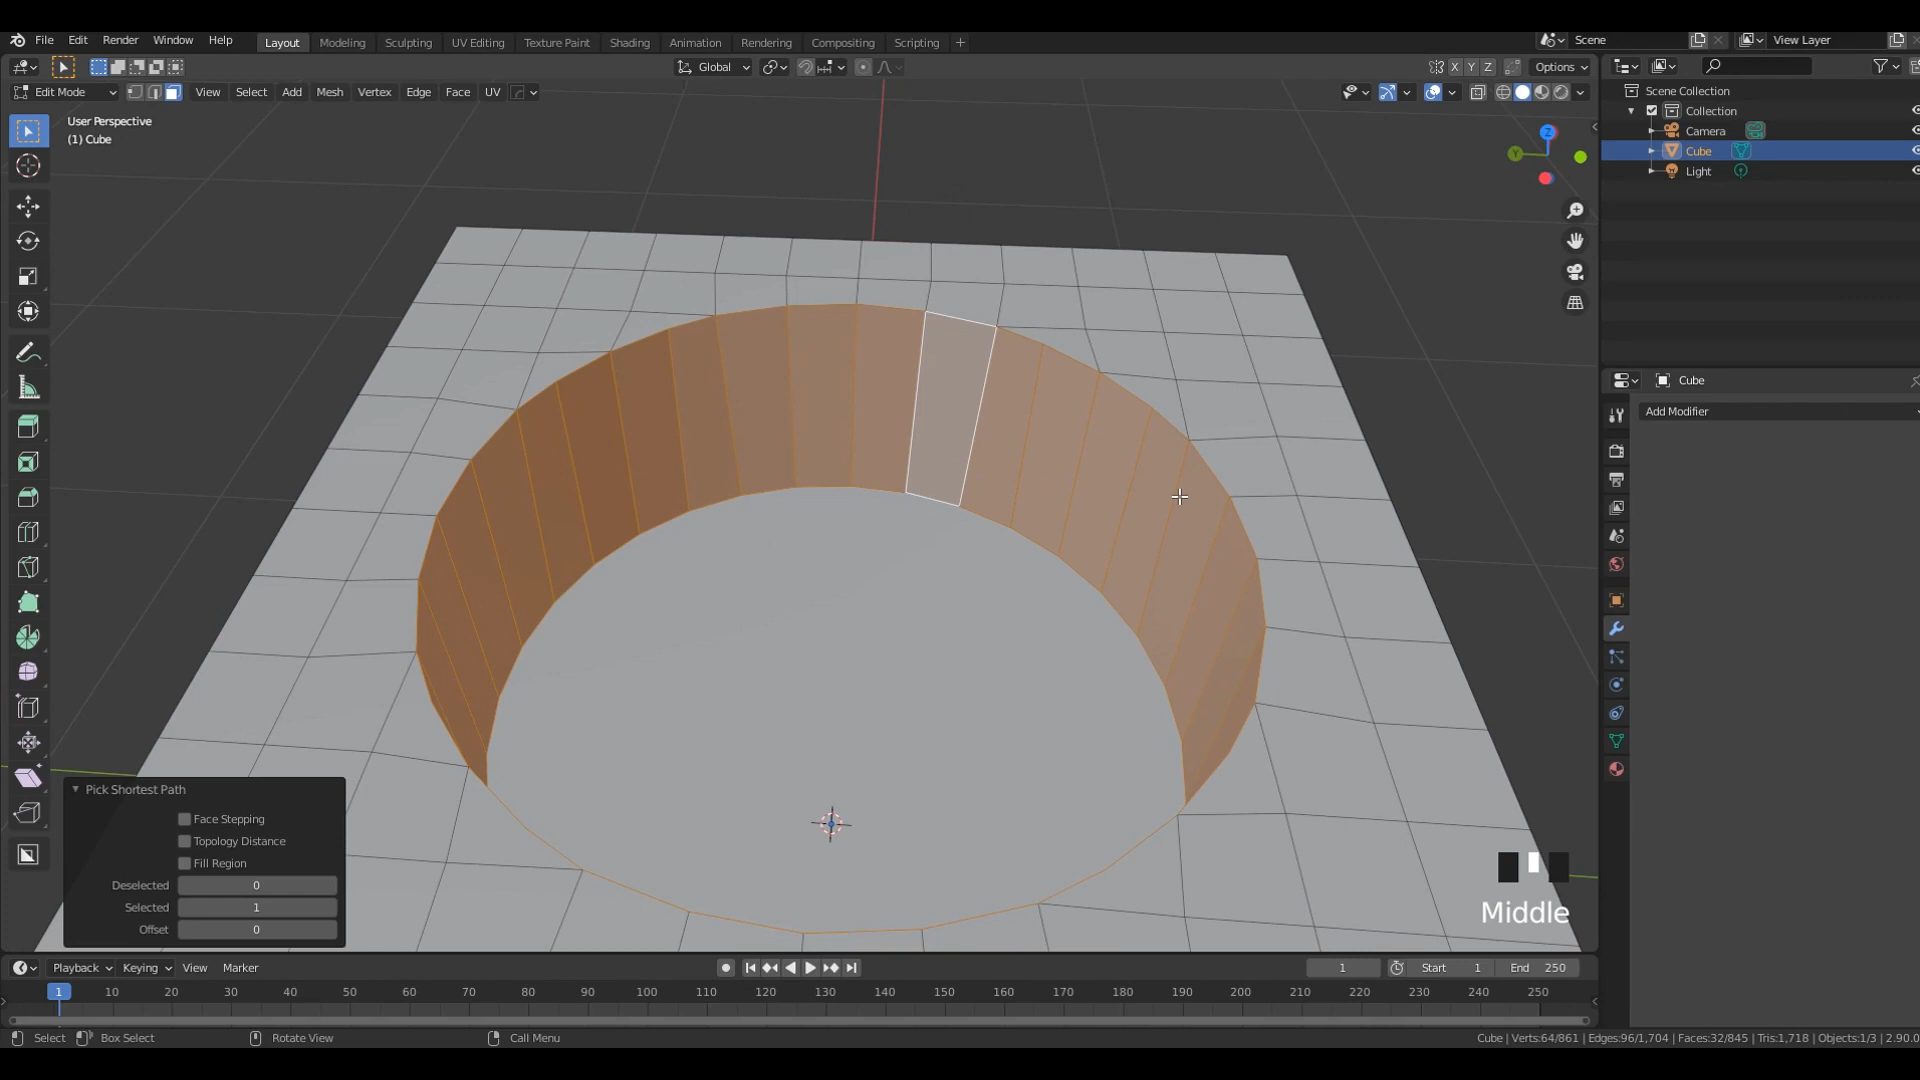 File Edit Render Window Help Layout Modeling Sculpting UV Editing Texture Paint Shading Animation Rendering Compositing Scripting + Scene View Layer
Global X Y Z Options
Edit Mode View Select Add Mesh Vertex Edge Face UV
Scene Collection
Collection
Camera
Cube
Light
User Perspective
(1) Cube
Z
Y
Cube
Add Modifier
Pick Shortest Path
Face Stepping
Topology Distance
Fill Region
Deselected 0
Selected 1
Offset 0
Middle
Playback Keying View Marker 1 Start 1 End 250
1 10 20 30 40 50 60 70 80 90 100 110 120 130 140 150 160 170 180 190 200 210 220 230 240 250
Select Box Select Rotate View Call Menu Cube | Verts:64/861 | Edges:96/1,704 | Faces:32/845 | Tris:1,718 | Objects:1/3 | 2.90.0